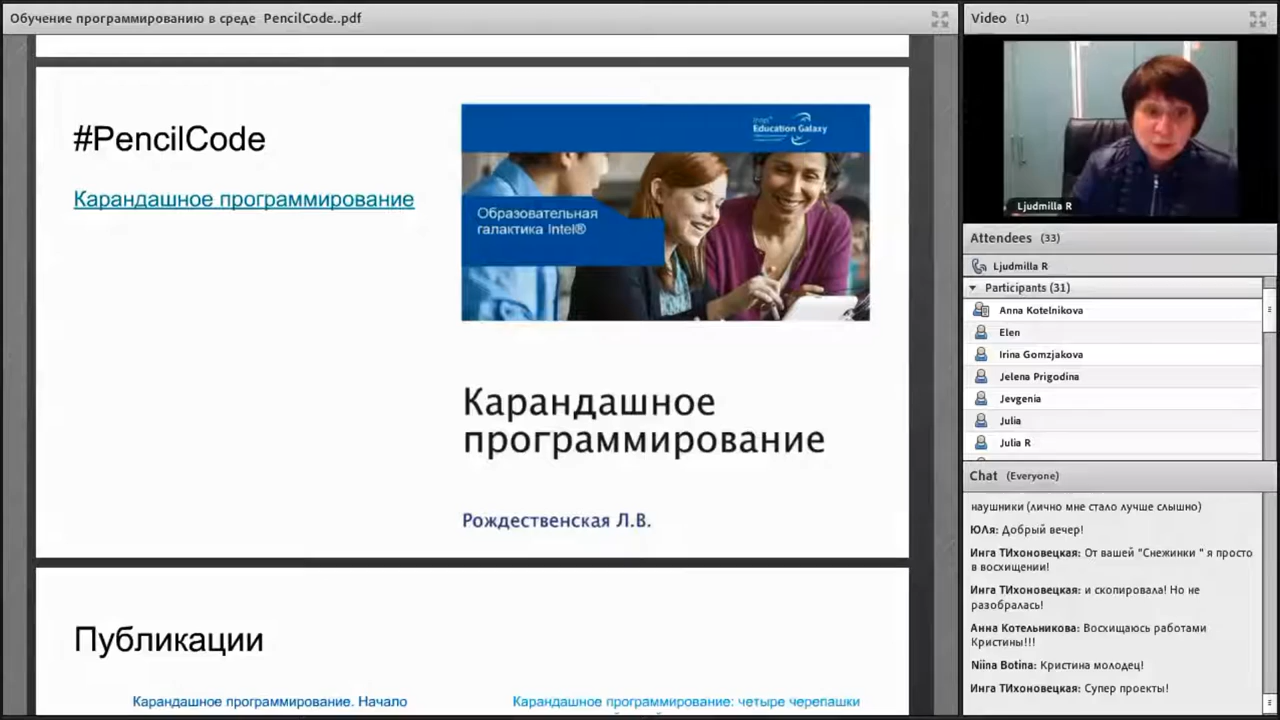 Обучение программированию в среде PencilCode..pdf
#PencilCode
Карандашное программирование
Education Galaxy
Образовательная
галактика Intel®
Карандашное
программирование
Рождественская Л.В.
Публикации
Карандашное программирование. Начало
Карандашное программирование: четыре черепашки
Video (1)
Ljudmilla R
Attendees (33)
Ljudmilla R
Participants (31)
Anna Kotelnikova
Elen
Irina Gomzjakova
Jelena Prigodina
Jevgenia
Julia
Julia R
Chat (Everyone)
наушники (лично мне стало лучше слышно)
ЮЛя: Добрый вечер!
Инга ТИхоновецкая: От вашей "Снежинки " я просто
в восхищении!
Инга ТИхоновецкая: и скопировала! Но не
разобралась!
Анна Котельникова: Восхищаюсь работами
Кристины!!!
Niina Botina: Кристина молодец!
Инга ТИхоновецкая: Супер проекты!